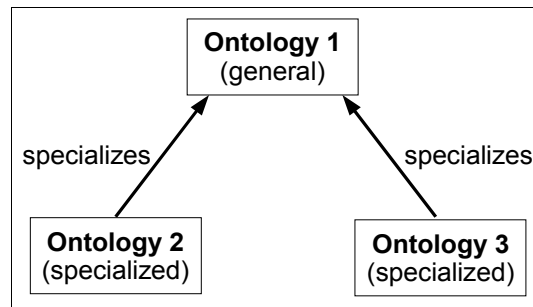 Ontology 1
(general)
specializes
specializes
Ontology 2
(specialized)
Ontology 3
(specialized)